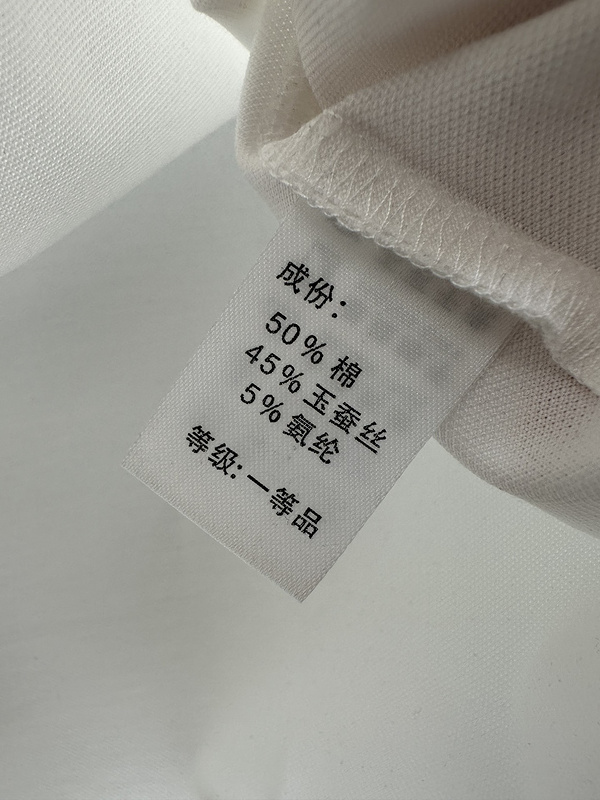 成份：
50% 棉
45% 玉蚕丝
5% 氨纶
等级: 一等品